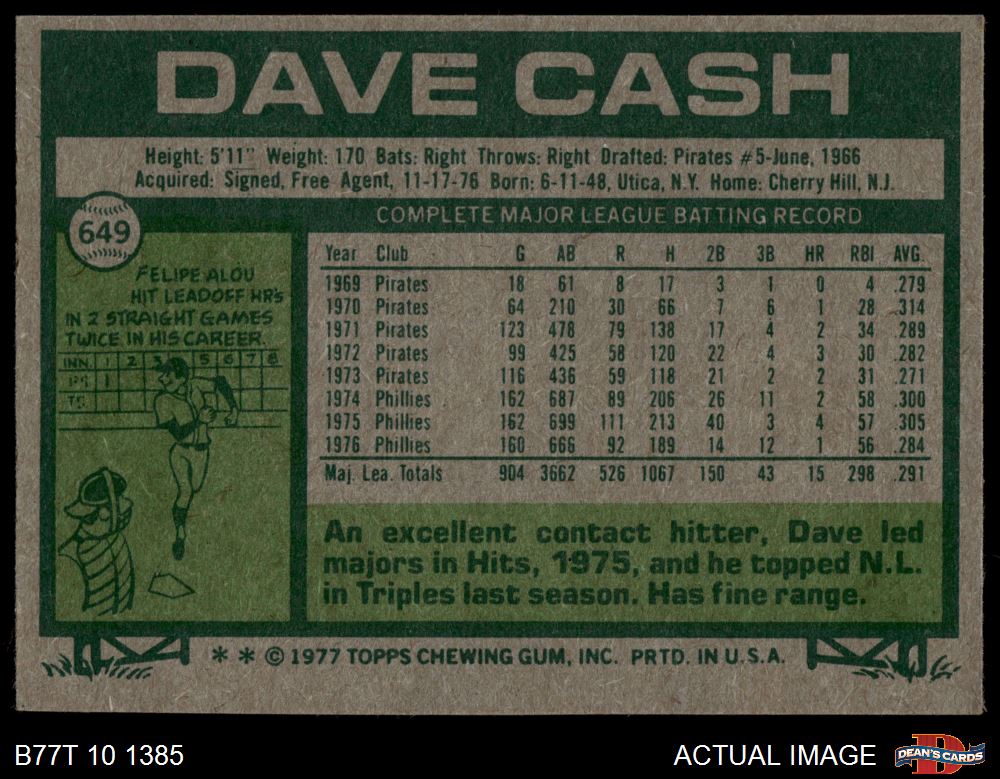 DAVE CASH
Height: 5'11" Weight: 170 Bats: Right Throws: Right Drafted: Pirates #5-June, 1966
Acquired: Signed, Free Agent, 11-17-76 Born: 6-11-48, Utica, N.Y. Home: Cherry Hill, N.J.
649
COMPLETE MAJOR LEAGUE BATTING RECORD
FELIPE ALOU
HIT LEADOFF HR'S
IN 2 STRAIGHT GAMES
TWICE IN HIS CAREER.
INN. 1 2 3 5 6 7 8
1
Year Club G AB R H 2B 3B HR RBI AVG.
1969 Pirates 18 61 8 17 3 1 0 4 .279
1970 Pirates 64 210 30 66 7 6 1 28 .314
1971 Pirates 123 478 79 138 17 4 2 34 .289
1972 Pirates 99 425 58 120 22 4 3 30 .282
1973 Pirates 116 436 59 118 21 2 2 31 .271
1974 Phillies 162 687 89 206 26 11 2 58 .300
1975 Phillies 162 699 111 213 40 3 4 57 .305
1976 Phillies 160 666 92 189 14 12 1 56 .284
Maj. Lea. Totals 904 3662 526 1067 150 43 15 298 .291
An excellent contact hitter, Dave led
majors in Hits, 1975, and he topped N.L.
in Triples last season. Has fine range.
* * © 1977 TOPPS CHEWING GUM, INC. PRTD. IN U.S.A.
B77T 10 1385
ACTUAL IMAGE
DEAN'S CARDS